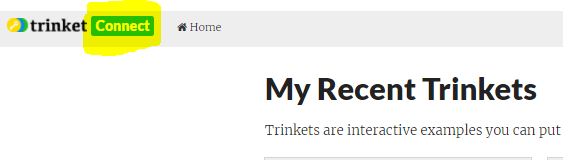 trinket Connect Home
My Recent Trinkets
Trinkets are interactive examples you can put